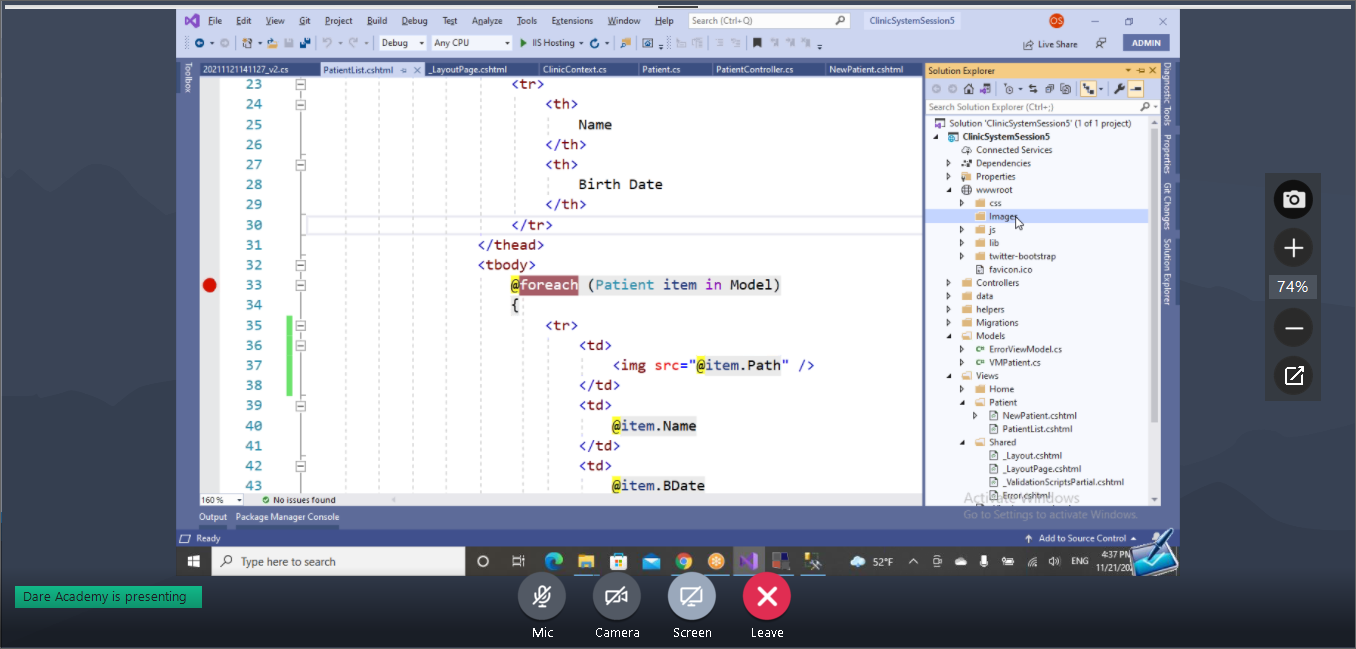 File Edit View Git Project Build Debug Test Analyze Tools Extensions Window Help Search (Ctrl+Q) ClinicSystemSession5 OS
Debug Any CPU IIS Hosting Live Share ADMIN
Toolbox
20211121141127_v2.cs PatientList.cshtml _LayoutPage.cshtml ClinicContext.cs Patient.cs PatientController.cs NewPatient.cshtml
23 <tr>
24 <th>
25 Name
26 </th>
27 <th>
28 Birth Date
29 </th>
30 </tr>
31 </thead>
32 <tbody>
33 @foreach (Patient item in Model)
34 {
35 <tr>
36 <td>
37 <img src="@item.Path" />
38 </td>
39 <td>
40 @item.Name
41 </td>
42 <td>
43 @item.BDate
160 % No issues found
Output Package Manager Console
Ready
Solution Explorer
Search Solution Explorer (Ctrl+;)
Solution 'ClinicSystemSession5' (1 of 1 project)
ClinicSystemSession5
Connected Services
Dependencies
Properties
wwwroot
css
Images
js
lib
twitter-bootstrap
favicon.ico
Controllers
data
helpers
Migrations
Models
ErrorViewModel.cs
VMPatient.cs
Views
Home
Patient
NewPatient.cshtml
PatientList.cshtml
Shared
_Layout.cshtml
_LayoutPage.cshtml
_ValidationScriptsPartial.cshtml
Error.cshtml
Activate Windows
Go to Settings to activate Windows.
Add to Source Control
Diagnostic Tools
Properties
Git Changes
Solution Explorer
74%
Type here to search
52°F ENG
4:37 PM
Dare Academy is presenting
Mic Camera Screen Leave